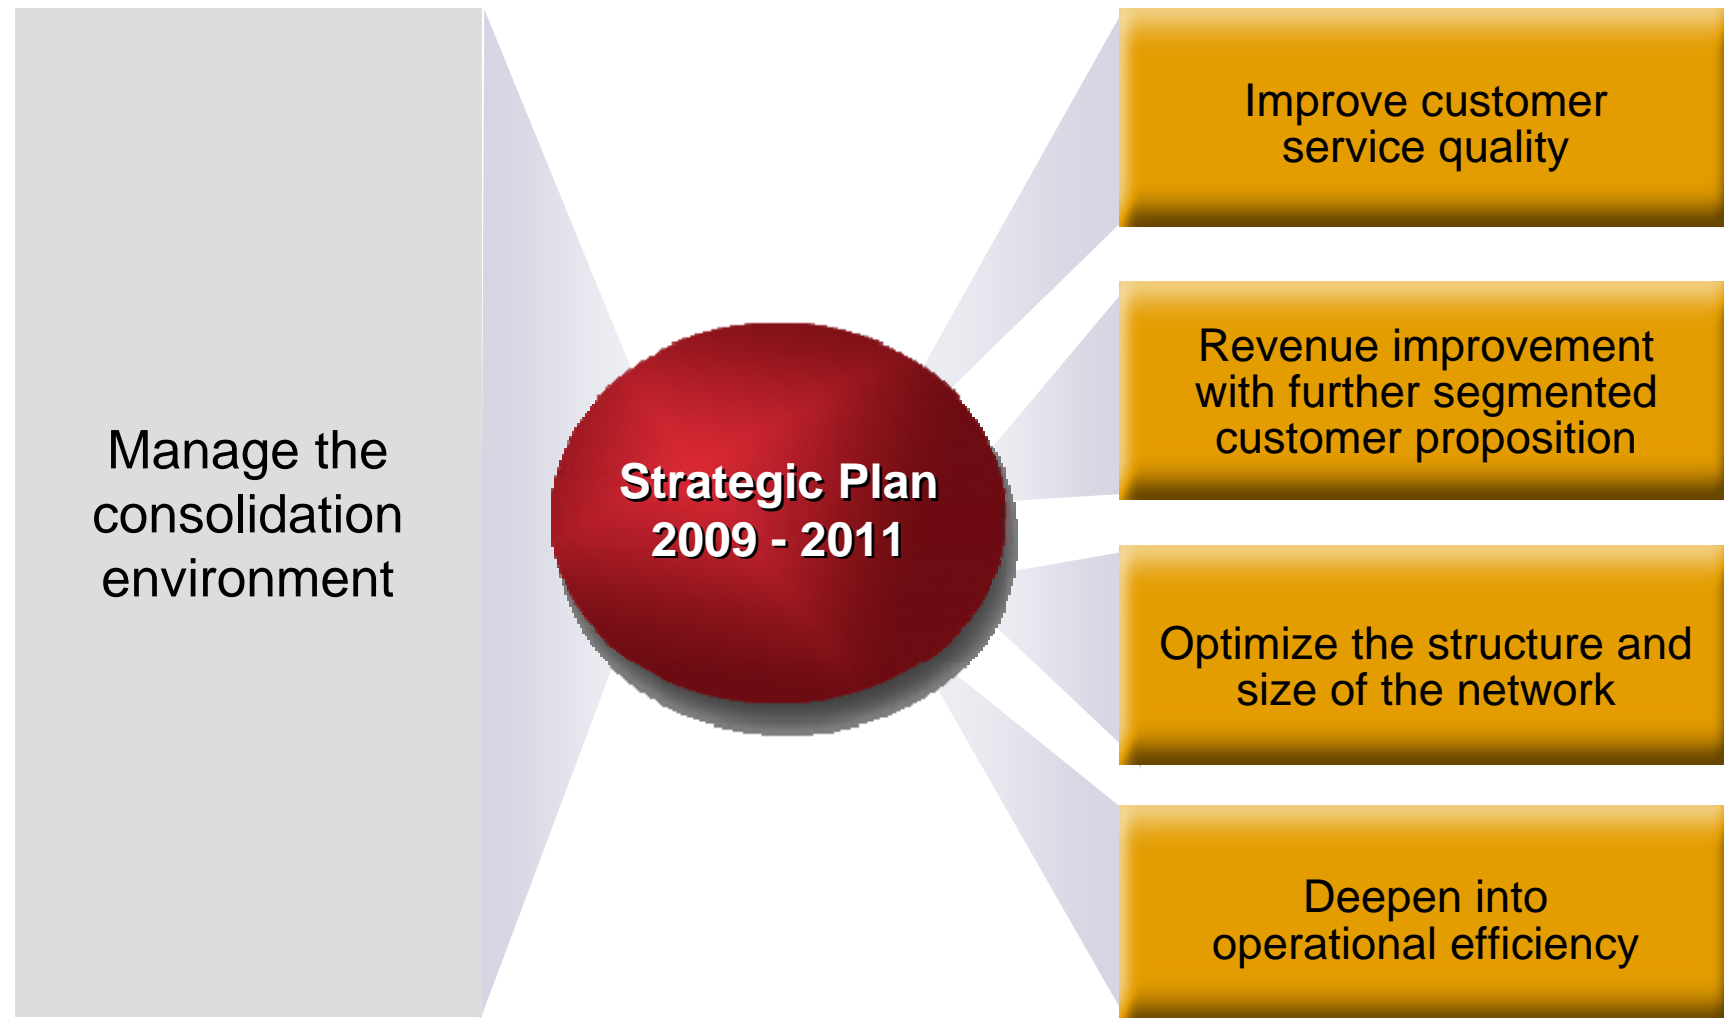 Manage the
consolidation
environment
Strategic Plan
2009 - 2011
Improve customer
service quality
Revenue improvement
with further segmented
customer proposition
Optimize the structure and
size of the network
Deepen into
operational efficiency